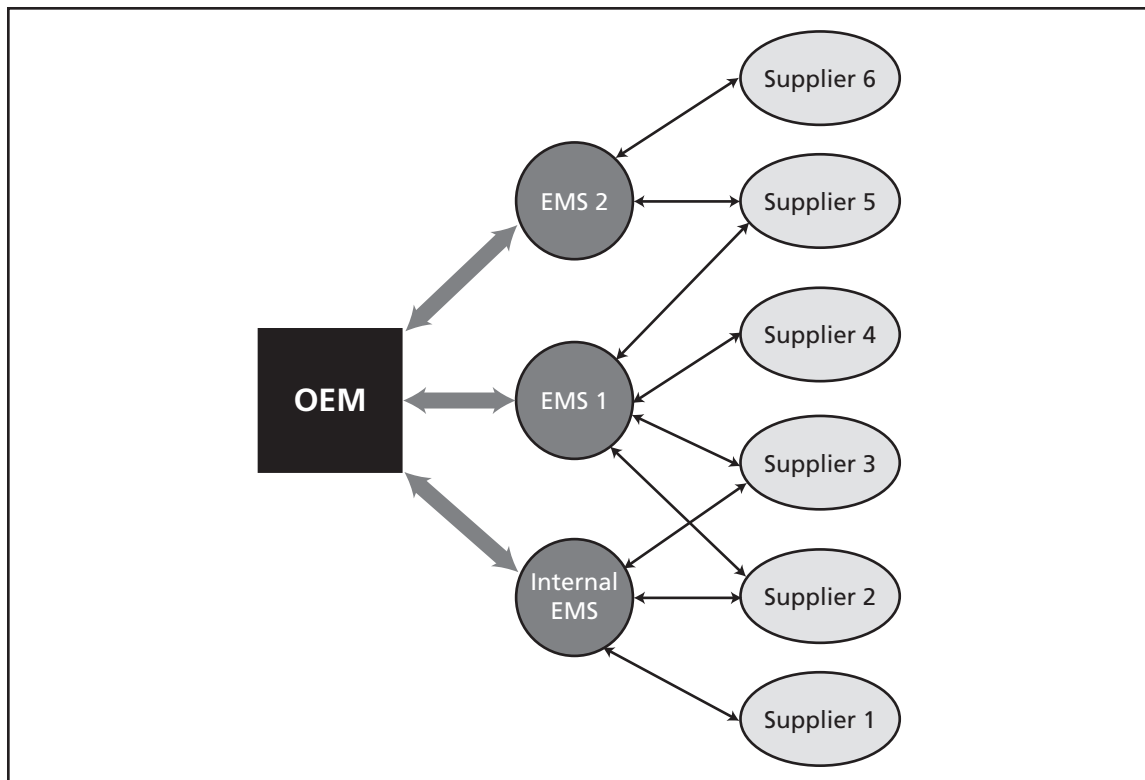 Supplier 6
EMS 2
Supplier 5
Supplier 4
OEM
EMS 1
Supplier 3
Internal
EMS
Supplier 2
Supplier 1